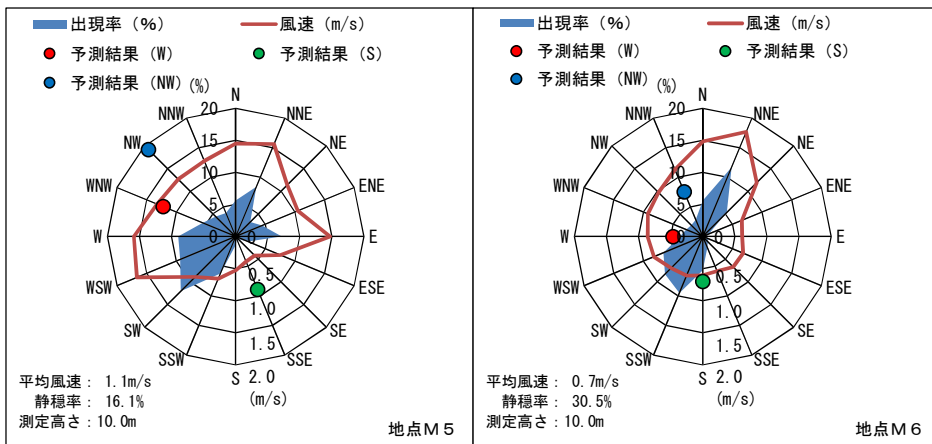 出現率(%) 風速(m/s)
予測結果(W) 予測結果(S)
予測結果(NW) (%)
N
NNW 20 NNE
NW 15 NE
10
WNW 5 ENE
W 0 0 E
WSW 0.5 ESE
1.0
SW 1.5 SE
SSW SSE
S 2.0
(m/s)
平均風速: 1.1m/s
静穏率: 16.1%
測定高さ:10.0m
地点M5
出現率(%) 風速(m/s)
予測結果(W) 予測結果(S)
予測結果(NW) (%)
N
NNW 20 NNE
NW 15 NE
10
WNW 5 ENE
W 0 0 E
WSW 0.5 ESE
1.0
SW 1.5 SE
SSW SSE
S 2.0
(m/s)
平均風速: 0.7m/s
静穏率: 30.5%
測定高さ:10.0m
地点M6